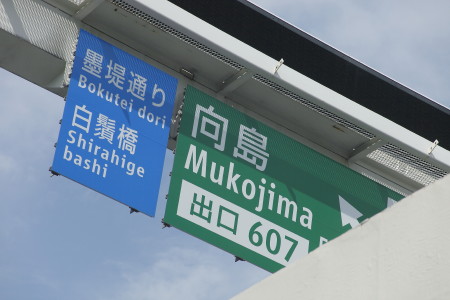 墨堤通り
Bokutei dori
白鬚橋
Shirahige
bashi
向島
Mukojima
出口 607